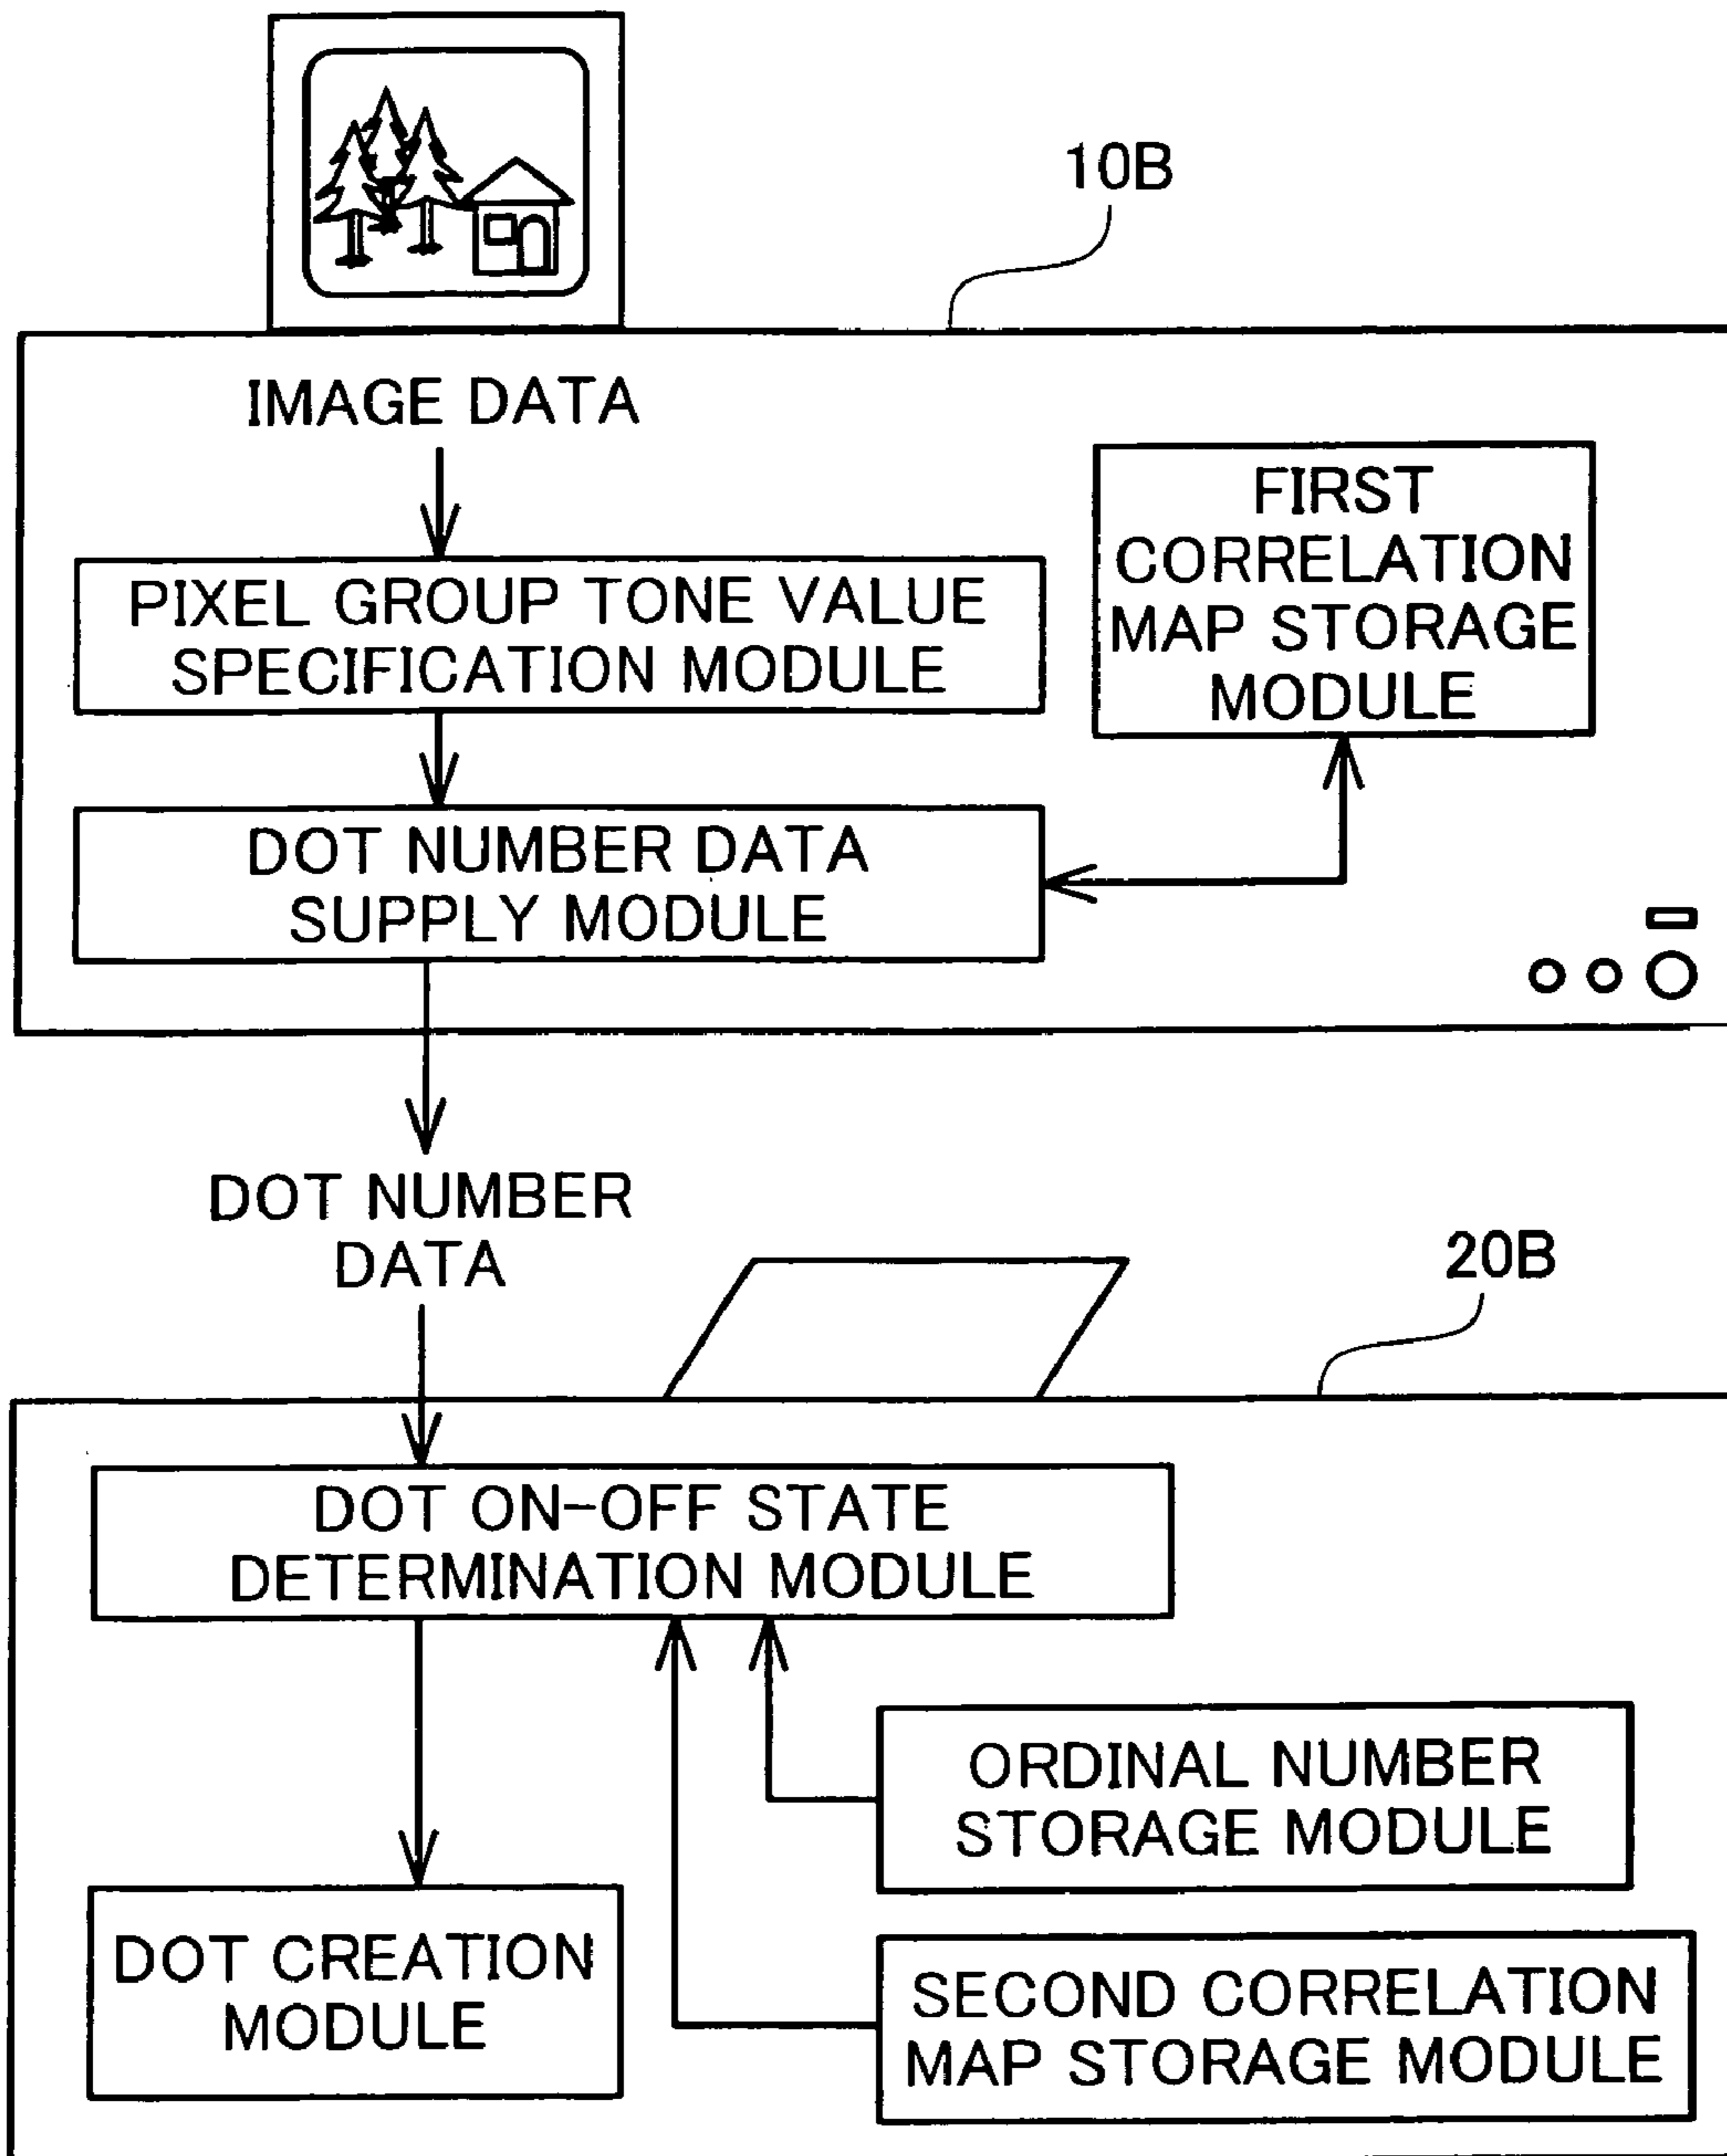 10B
IMAGE DATA
PIXEL GROUP TONE VALUE
SPECIFICATION MODULE
FIRST
CORRELATION
MAP STORAGE
MODULE
DOT NUMBER DATA
SUPPLY MODULE
DOT NUMBER
DATA
20B
DOT ON-OFF STATE
DETERMINATION MODULE
ORDINAL NUMBER
STORAGE MODULE
DOT CREATION
MODULE
SECOND CORRELATION
MAP STORAGE MODULE